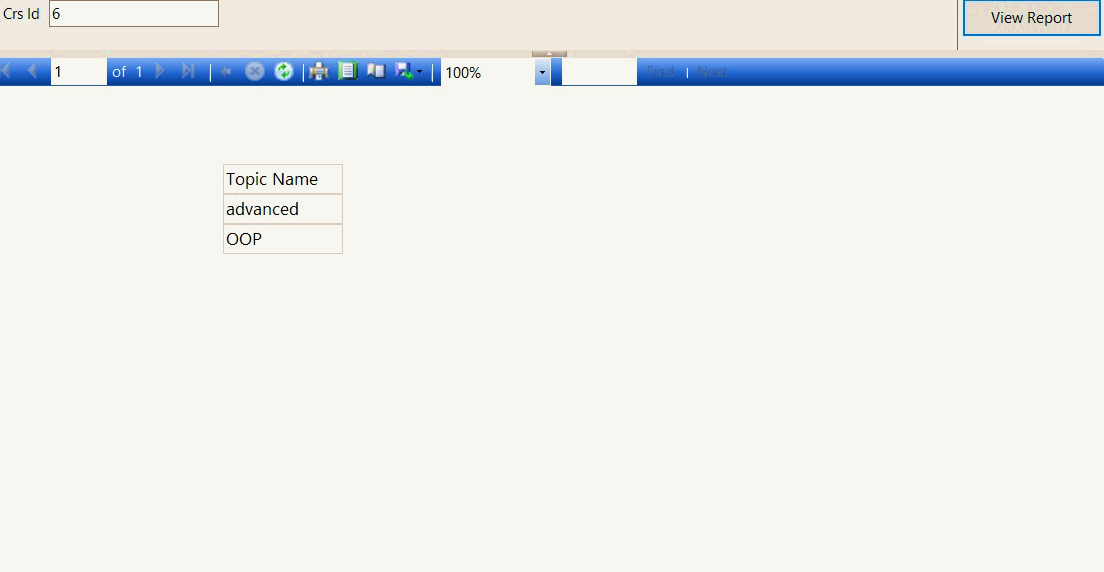 Crs Id 6 View Report
1 of 1 100% Find Next
Topic Name
advanced
OOP